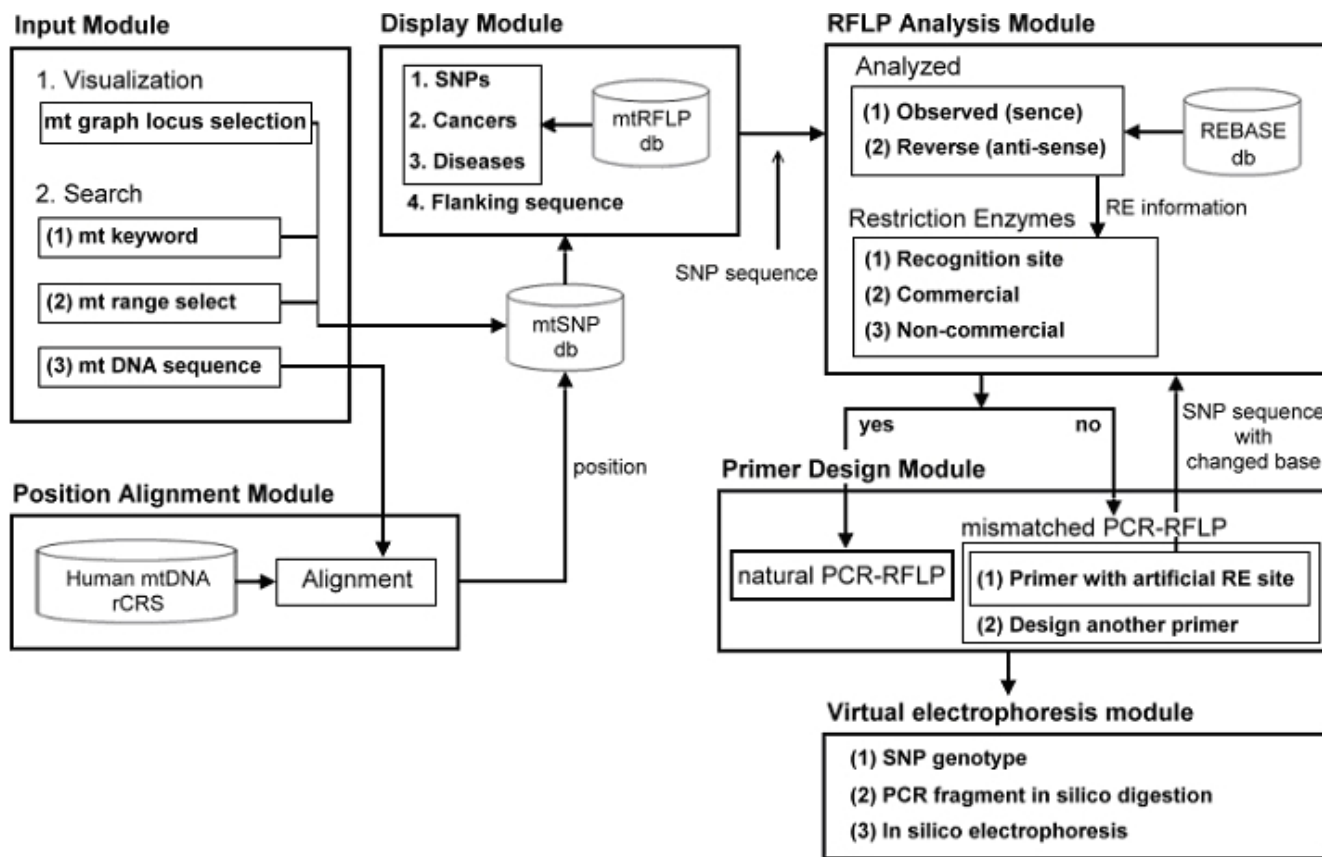 Input Module
1. Visualization
mt graph locus selection
2. Search
(1) mt keyword
(2) mt range select
(3) mt DNA sequence
Position Alignment Module
Human mtDNA
rCRS
Alignment
position
Display Module
1. SNPs
2. Cancers
3. Diseases
4. Flanking sequence
mtRFLP
db
mtSNP
db
SNP sequence
RFLP Analysis Module
Analyzed
(1) Observed (sence)
(2) Reverse (anti-sense)
REBASE
db
RE information
Restriction Enzymes
(1) Recognition site
(2) Commercial
(3) Non-commercial
yes
no
SNP sequence
with
changed base
Primer Design Module
natural PCR-RFLP
mismatched PCR-RFLP
(1) Primer with artificial RE site
(2) Design another primer
Virtual electrophoresis module
(1) SNP genotype
(2) PCR fragment in silico digestion
(3) In silico electrophoresis